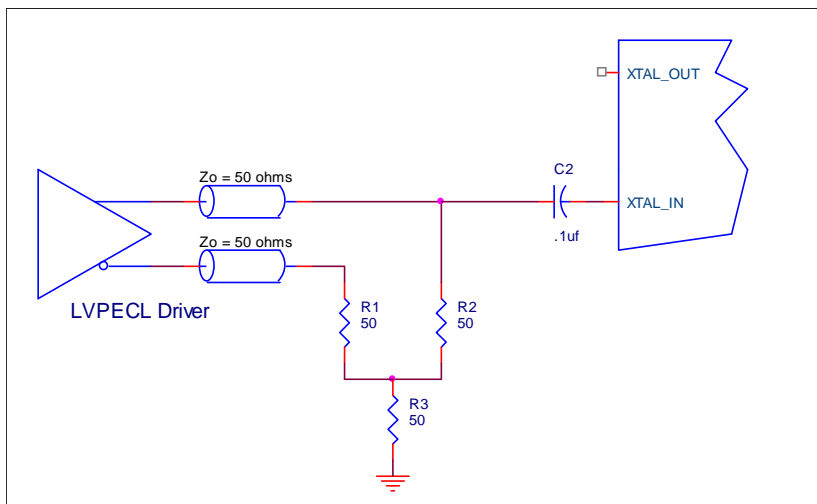 XTAL_OUT
Zo = 50 ohms
C2
XTAL_IN
.1uf
Zo = 50 ohms
LVPECL Driver
R1
50
R2
50
R3
50